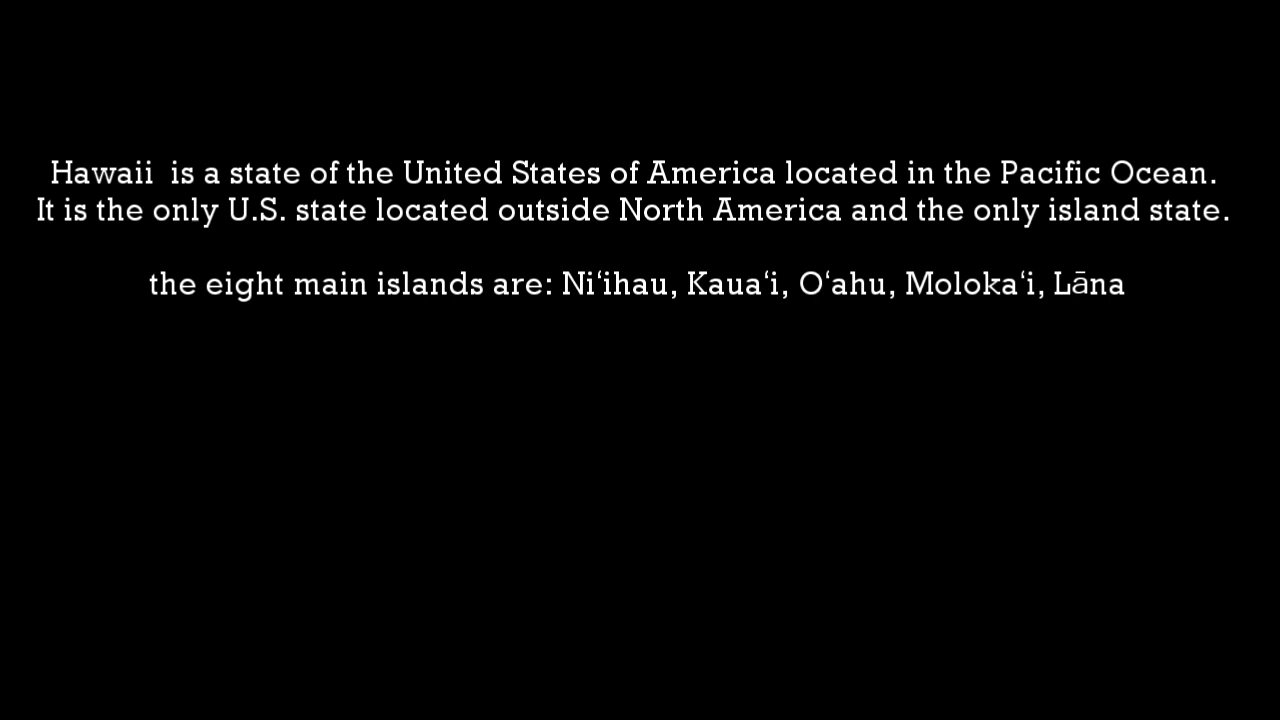 Hawaii  is a state of the United States of America located in the Pacific Ocean.
It is the only U.S. state located outside North America and the only island state.
the eight main islands are: Niʻihau, Kauaʻi, Oʻahu, Molokaʻi, Lāna